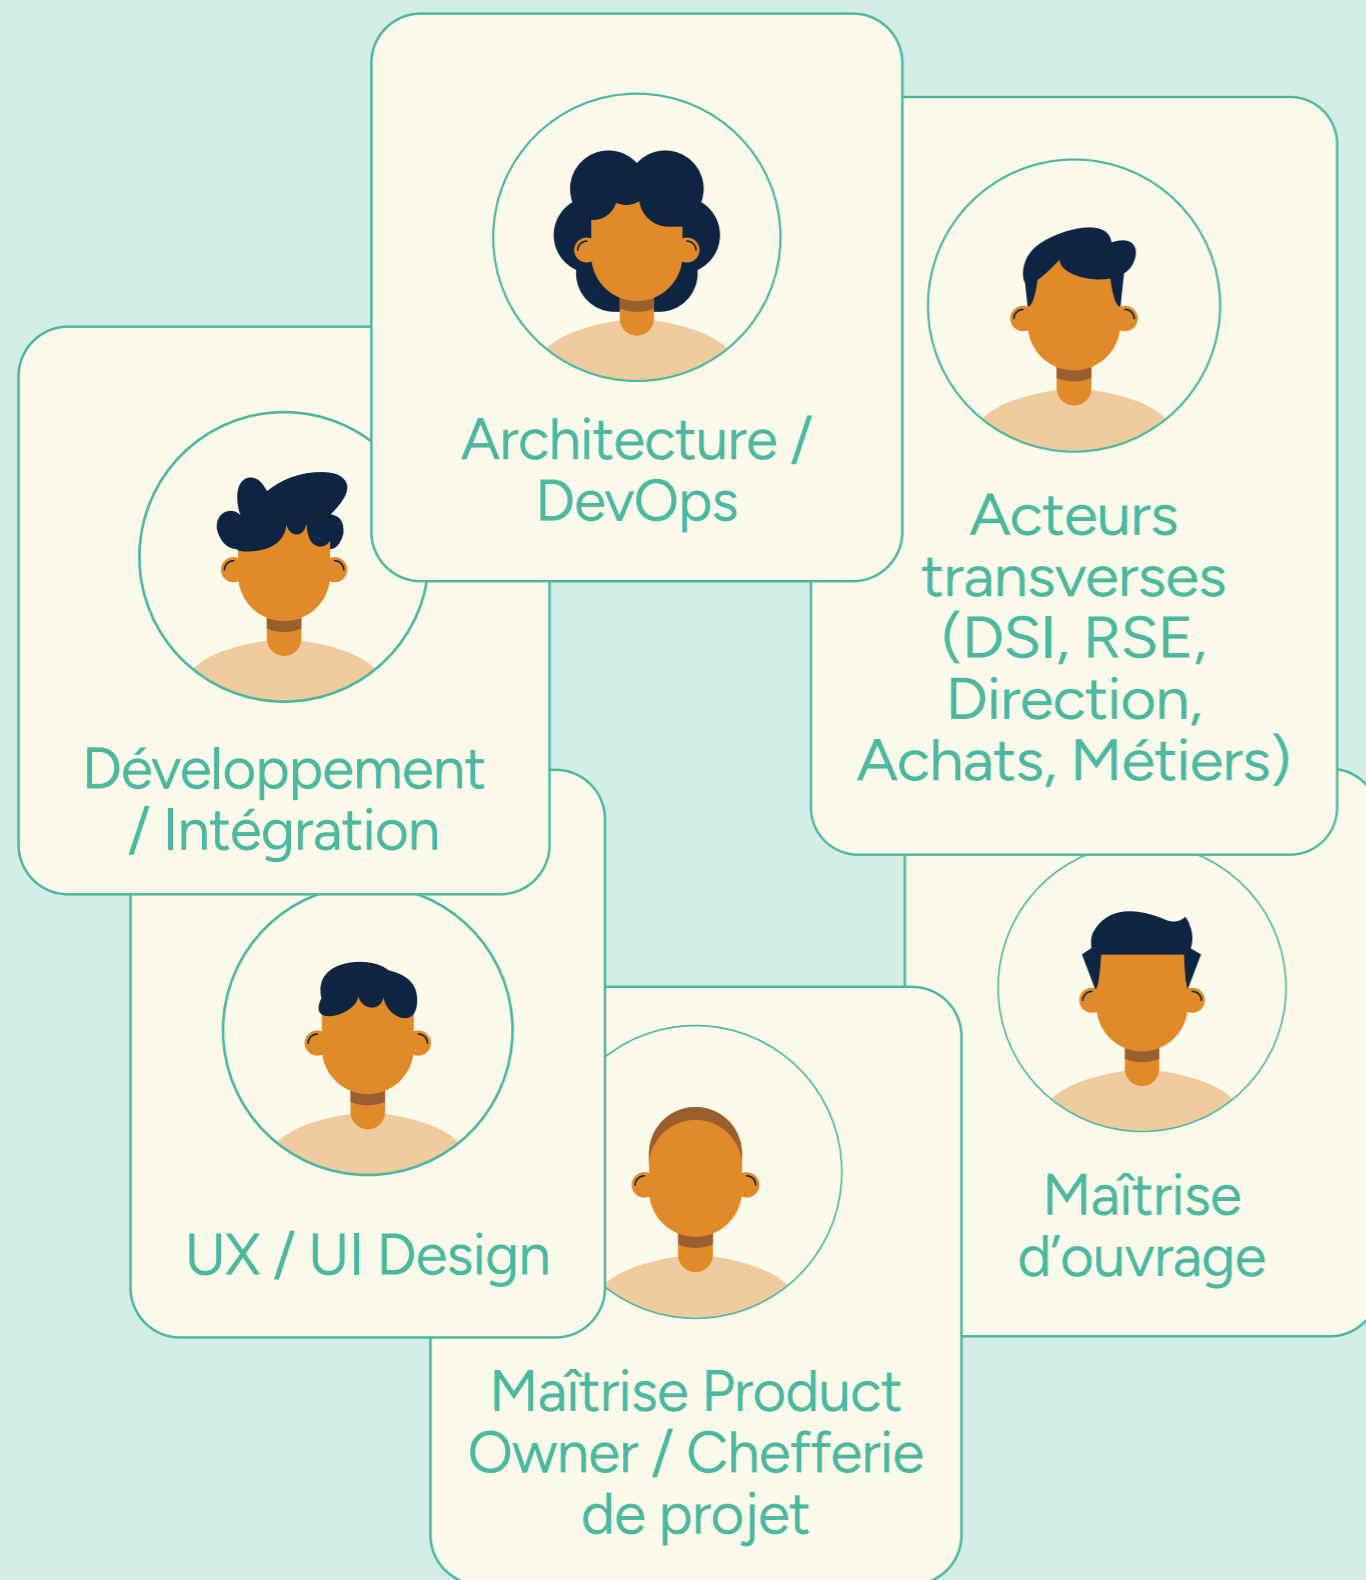 Architecture /
DevOps
Acteurs
transverses
(DSI, RSE,
Direction,
Achats, Métiers)
Développement
/ Intégration
UX / UI Design
Maîtrise
d’ouvrage
Maîtrise Product
Owner / Chefferie
de projet